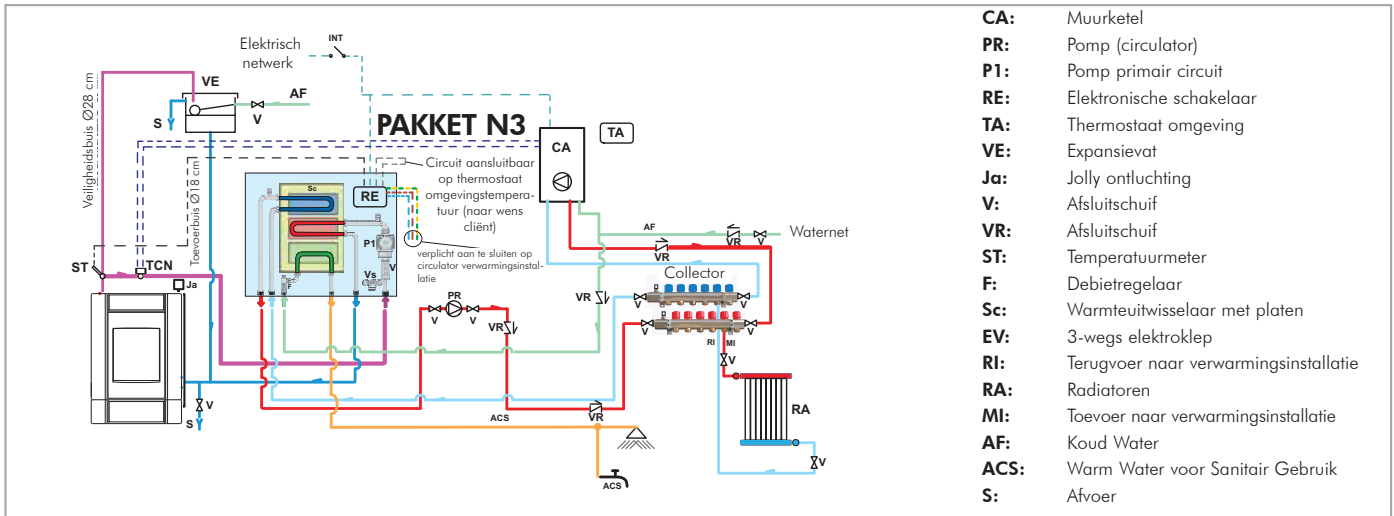 Elektrisch
netwerk
INT
VE
AF
V
S
PAKKET N3
CA
TA
Veiligheidsbuis Ø28 cm
Toevoerbuis Ø18 cm
Sc
RE
Circuit aansluitbaar
op thermostaat
omgevingstempera-
tuur (naar wens
cliënt)
P1
V
Vs
F
verplicht aan te sluiten op
circulator verwarmingsinstal-
latie
ST
TCN
Ja
AF
VR
V
Waternet
VR
Collector
PR
V
V
VR
VR
V
V
V
V
RI
MI
V
RA
V
V
S
ACS
VR
ACS
CA: Muurketel
PR: Pomp (circulator)
P1: Pomp primair circuit
RE: Elektronische schakelaar
TA: Thermostaat omgeving
VE: Expansievat
Ja: Jolly ontluchting
V: Afsluitschuif
VR: Afsluitschuif
ST: Temperatuurmeter
F: Debietregelaar
Sc: Warmteuitwisselaar met platen
EV: 3-wegs elektroklep
RI: Terugvoer naar verwarmingsinstallatie
RA: Radiatoren
MI: Toevoer naar verwarmingsinstallatie
AF: Koud Water
ACS: Warm Water voor Sanitair Gebruik
S: Afvoer